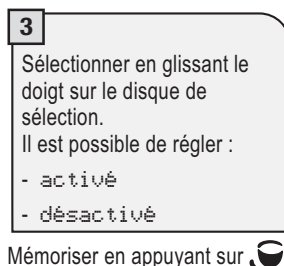 3
Sélectionner en glissant le
doigt sur le disque de
sélection.
Il est possible de régler :
- activé
- désactivé
Mémoriser en appuyant sur